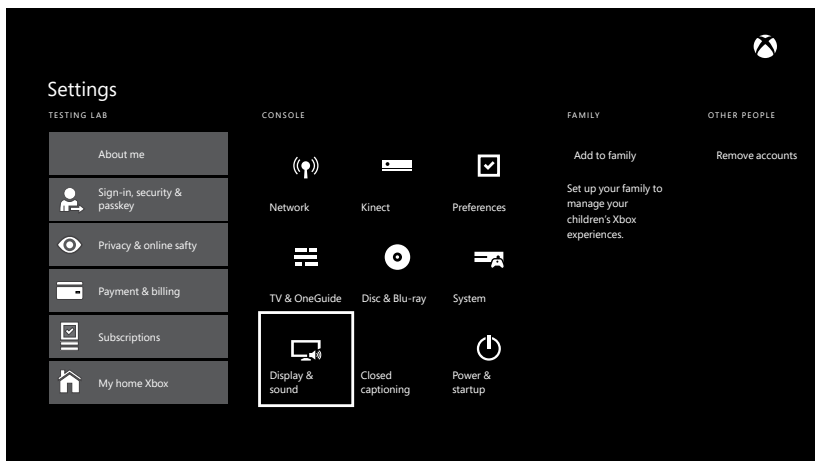 Settings
TESTING LAB
About me
Sign-in, security &
passkey
Privacy & online safty
Payment & billing
Subscriptions
My home Xbox
CONSOLE
Network
Kinect
Preferences
TV & OneGuide
Disc & Blu-ray
System
Display &
sound
Closed
captioning
Power &
startup
FAMILY
Add to family
Set up your family to
manage your
children's Xbox
experiences.
OTHER PEOPLE
Remove accounts